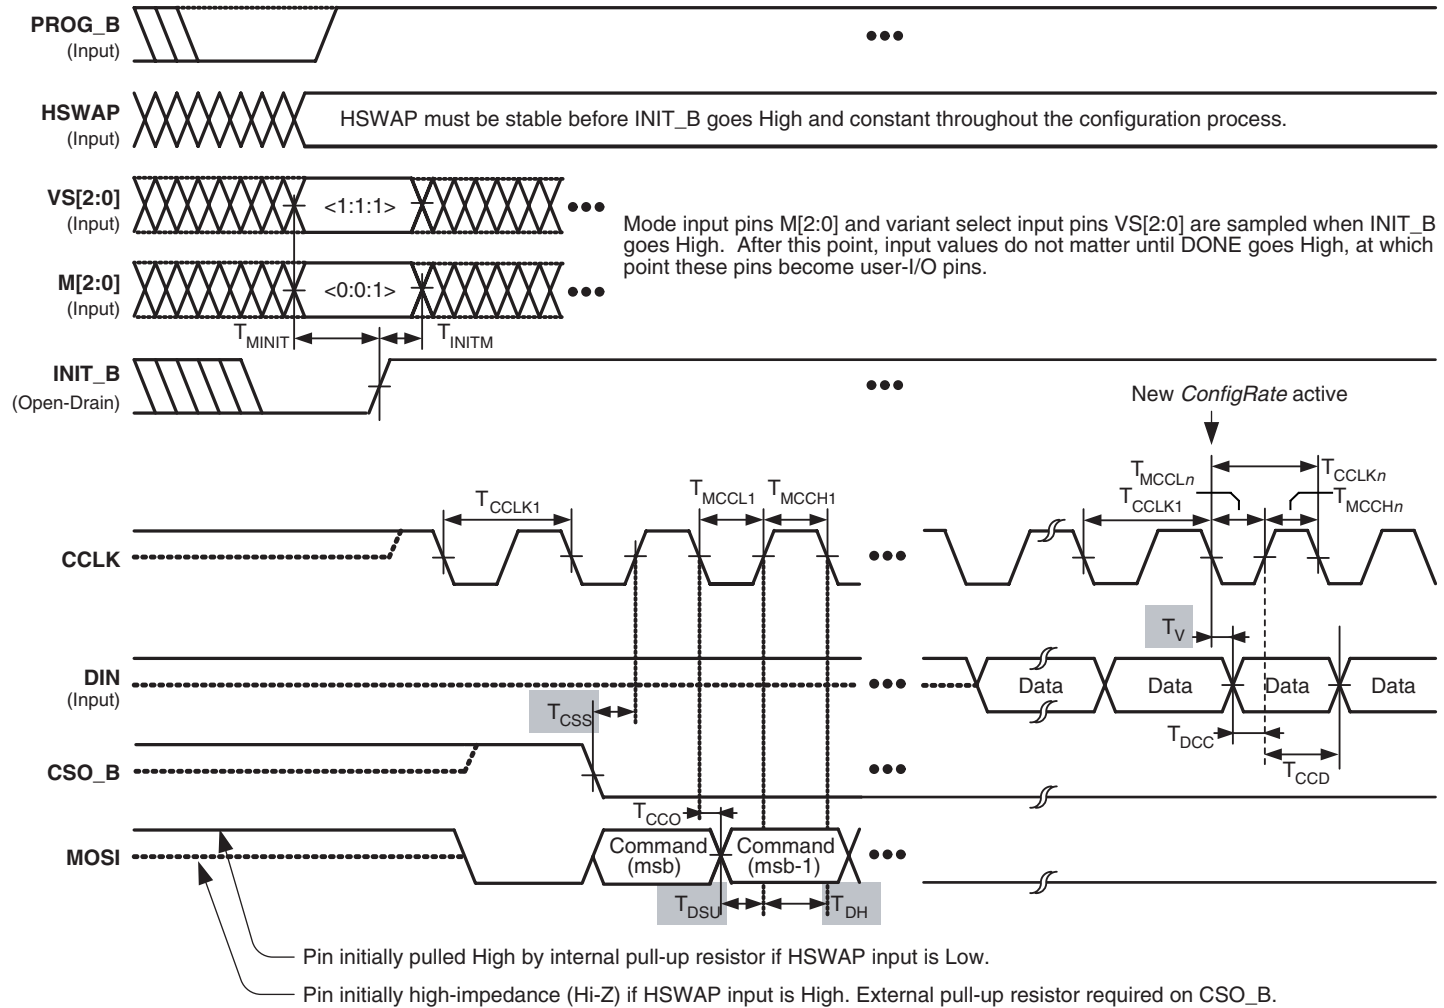 PROG_B
(Input)
HSWAP
(Input)
HSWAP must be stable before INIT_B goes High and constant throughout the configuration process.
VS[2:0]
(Input)
<1:1:1>
Mode input pins M[2:0] and variant select input pins VS[2:0] are sampled when INIT_B
goes High. After this point, input values do not matter until DONE goes High, at which
point these pins become user-I/O pins.
M[2:0]
(Input)
<0:0:1>
TMINIT
TINITM
INIT_B
(Open-Drain)
New ConfigRate active
TCCLK1
TMCCL1
TMCCH1
TMCCLn
TCCLK1
TCCLKn
TMCCHn
CCLK
TV
DIN
(Input)
Data
Data
Data
Data
TCSS
TDCC
TCCD
CSO_B
TCCO
MOSI
Command
(msb)
Command
(msb-1)
TDSU
TDH
Pin initially pulled High by internal pull-up resistor if HSWAP input is Low.
Pin initially high-impedance (Hi-Z) if HSWAP input is High. External pull-up resistor required on CSO_B.